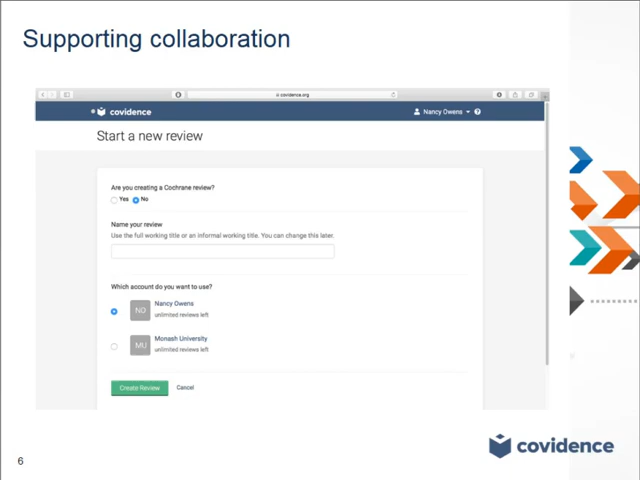 Supporting collaboration
covidence.org
covidence
Nancy Owens
Start a new review
Are you creating a Cochrane review?
Yes No
Name your review
Use the full working title or an informal working title. You can change this later.
Which account do you want to use?
NO
Nancy Owens
unlimited reviews left
MU
Monash University
unlimited reviews left
Create Review Cancel
covidence
6